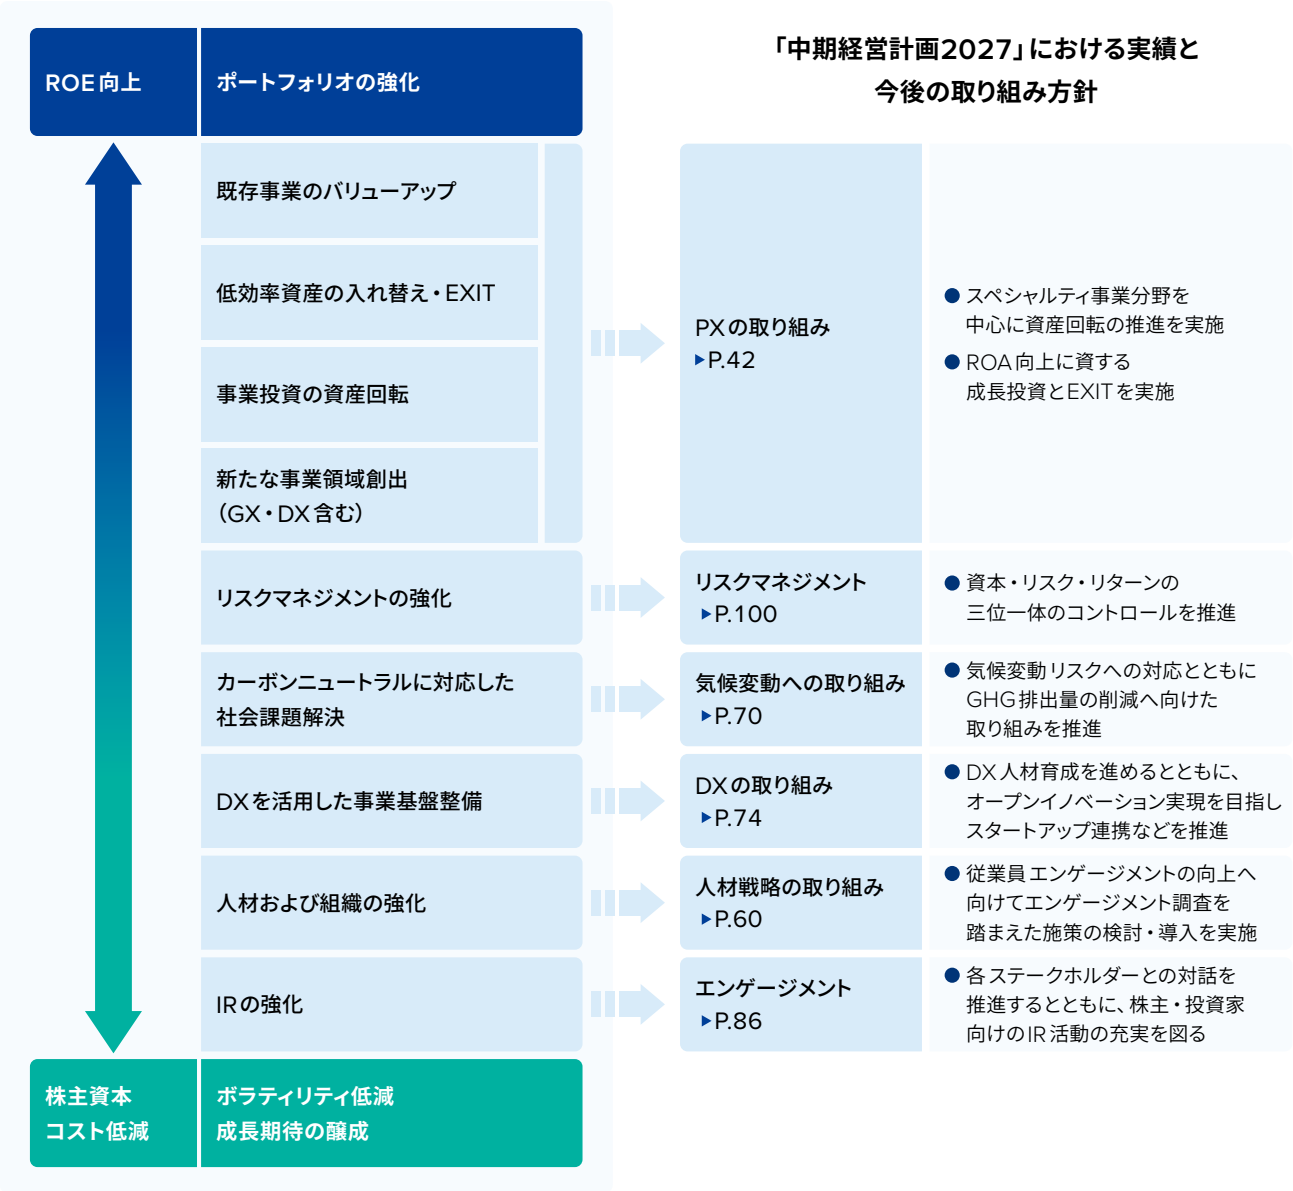 ROE向上
ポートフォリオの強化
「中期経営計画2027」における実績と
今後の取り組み方針
既存事業のバリューアップ
低効率資産の入れ替え・EXIT
事業投資の資産回転
新たな事業領域創出
（GX・DX含む）
PXの取り組み
▶P.42
● スペシャルティ事業分野を
中心に資産回転の推進を実施
● ROA向上に資する
成長投資とEXITを実施
リスクマネジメントの強化
リスクマネジメント
▶P.100
● 資本・リスク・リターンの
三位一体のコントロールを推進
カーボンニュートラルに対応した
社会課題解決
気候変動への取り組み
▶P.70
● 気候変動リスクへの対応とともに
GHG排出量の削減へ向けた
取り組みを推進
DXを活用した事業基盤整備
DXの取り組み
▶P.74
● DX人材育成を進めるとともに、
オープンイノベーション実現を目指し
スタートアップ連携などを推進
人材および組織の強化
人材戦略の取り組み
▶P.60
● 従業員エンゲージメントの向上へ
向けてエンゲージメント調査を
踏まえた施策の検討・導入を実施
IRの強化
エンゲージメント
▶P.86
● 各ステークホルダーとの対話を
推進するとともに、株主・投資家
向けのIR活動の充実を図る
株主資本
コスト低減
ボラティリティ低減
成長期待の醸成